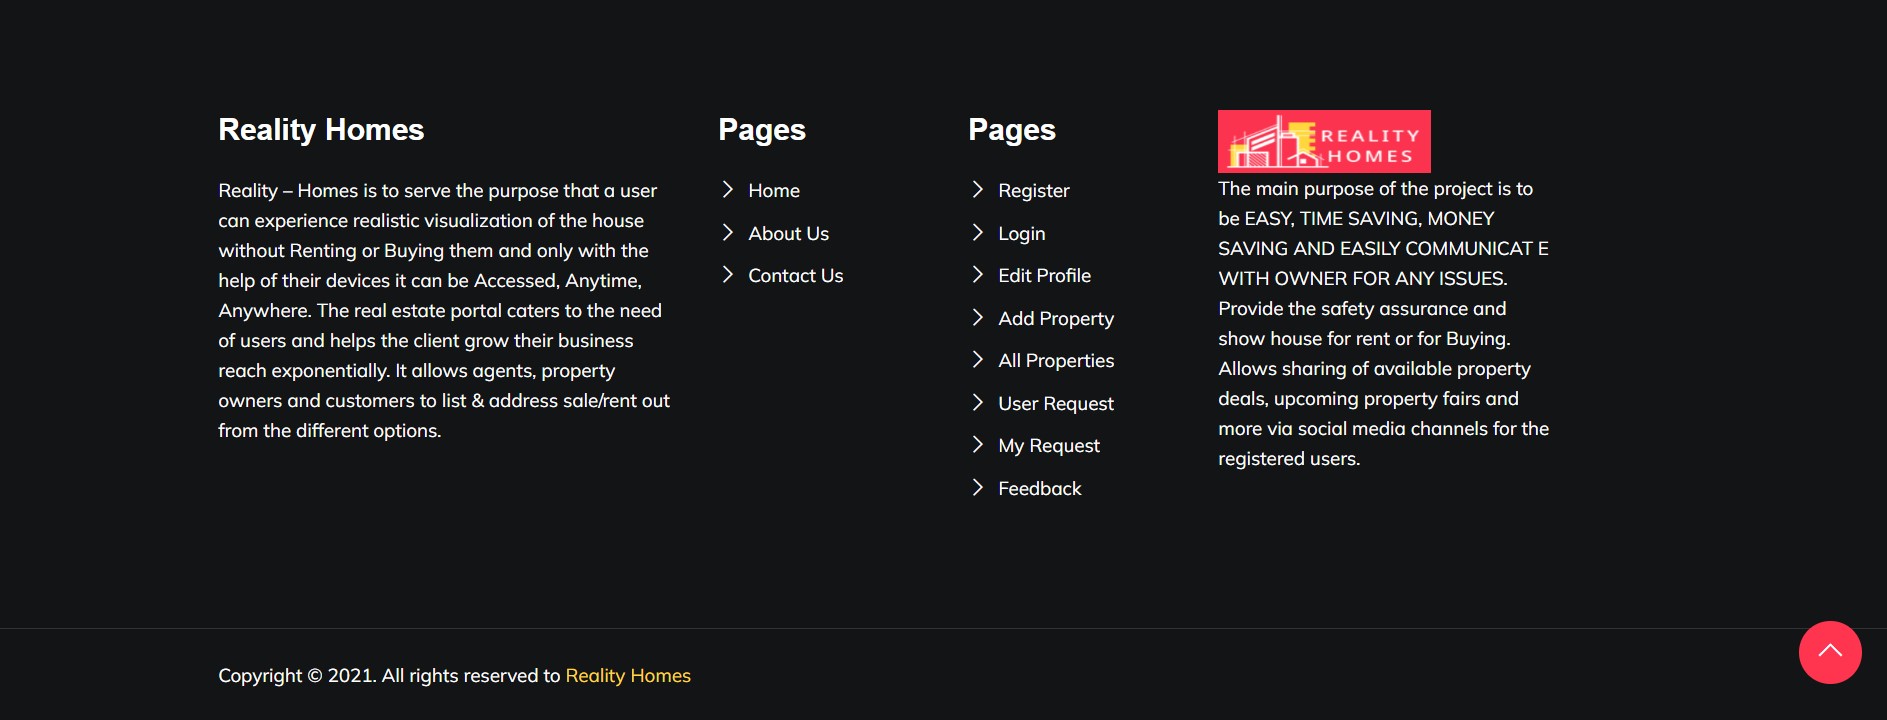 Reality Homes
Reality – Homes is to serve the purpose that a user
can experience realistic visualization of the house
without Renting or Buying them and only with the
help of their devices it can be Accessed, Anytime,
Anywhere. The real estate portal caters to the need
of users and helps the client grow their business
reach exponentially. It allows agents, property
owners and customers to list & address sale/rent out
from the different options.
Pages
Home
About Us
Contact Us
Pages
Register
Login
Edit Profile
Add Property
All Properties
User Request
My Request
Feedback
REALITY
HOMES
The main purpose of the project is to
be EASY, TIME SAVING, MONEY
SAVING AND EASILY COMMUNICAT E
WITH OWNER FOR ANY ISSUES.
Provide the safety assurance and
show house for rent or for Buying.
Allows sharing of available property
deals, upcoming property fairs and
more via social media channels for the
registered users.
Copyright © 2021. All rights reserved to Reality Homes